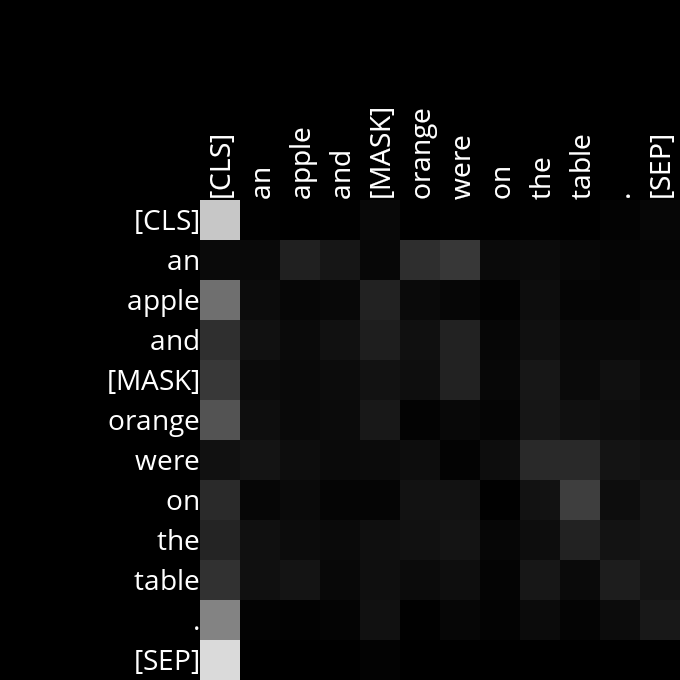 [CLS] an apple and [MASK] orange were on the table . [SEP]
[CLS]
an
apple
and
[MASK]
orange
were
on
the
table
.
[SEP]